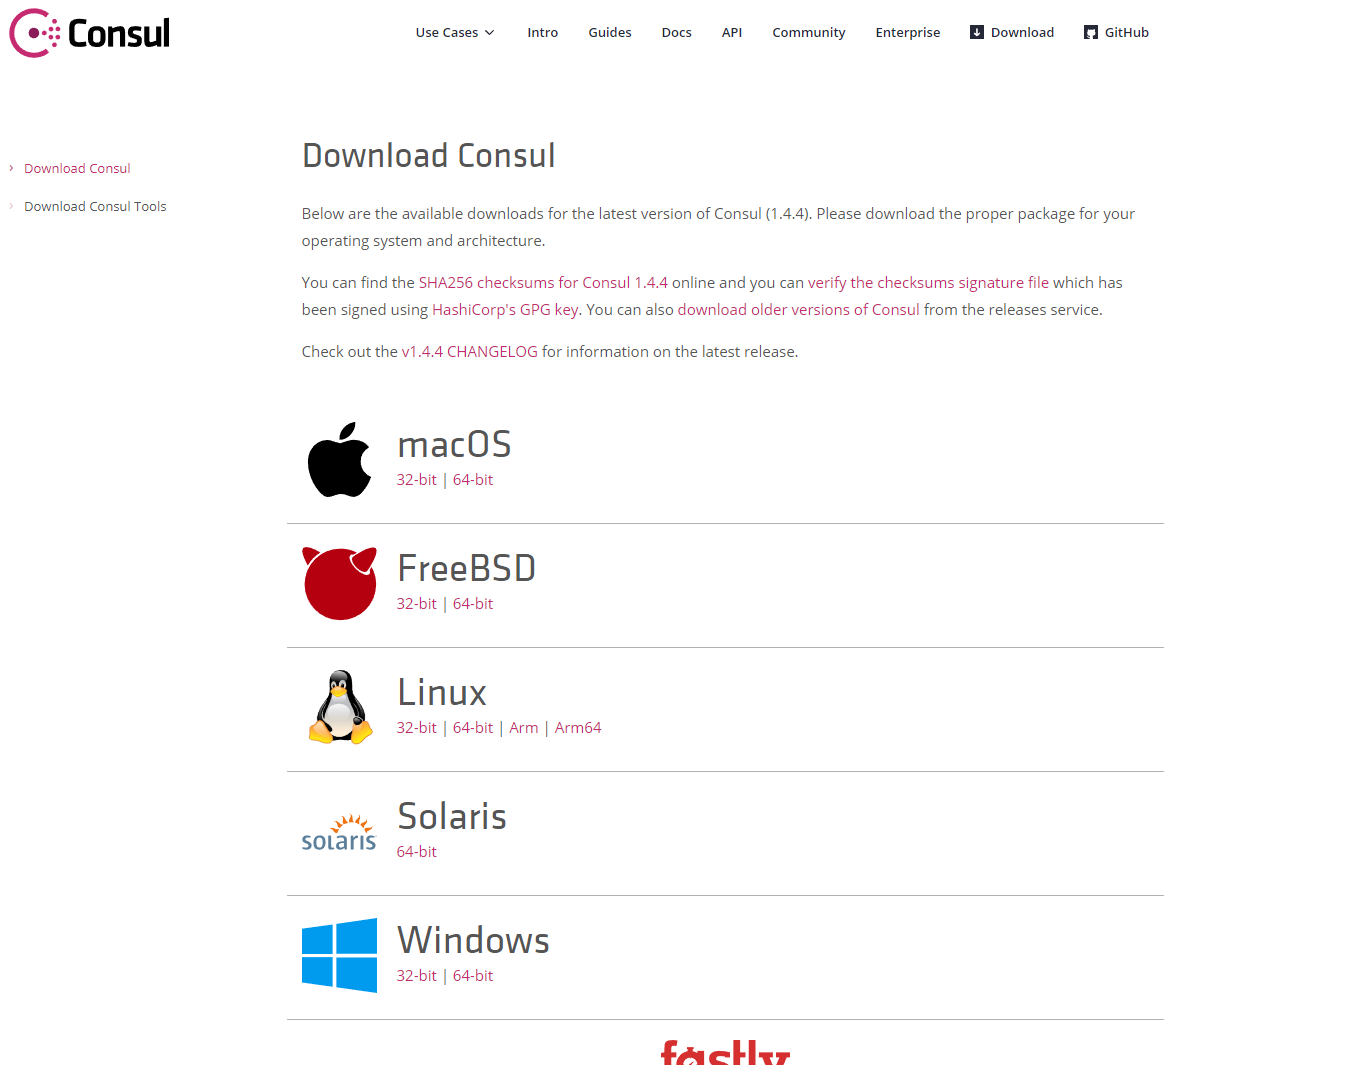 Consul
Use Cases Intro Guides Docs API Community Enterprise Download GitHub
Download Consul
Download Consul Tools
Download Consul
Below are the available downloads for the latest version of Consul (1.4.4). Please download the proper package for your
operating system and architecture.
You can find the SHA256 checksums for Consul 1.4.4 online and you can verify the checksums signature file which has
been signed using HashiCorp's GPG key. You can also download older versions of Consul from the releases service.
Check out the v1.4.4 CHANGELOG for information on the latest release.
macOS
32-bit | 64-bit
FreeBSD
32-bit | 64-bit
Linux
32-bit | 64-bit | Arm | Arm64
solaris
Solaris
64-bit
Windows
32-bit | 64-bit
fastly